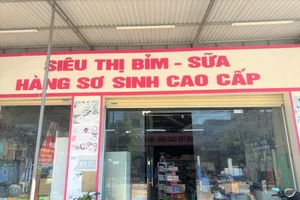 SIÊU THỊ BỈM - SỮA
HÀNG SƠ SINH CAO CẤP